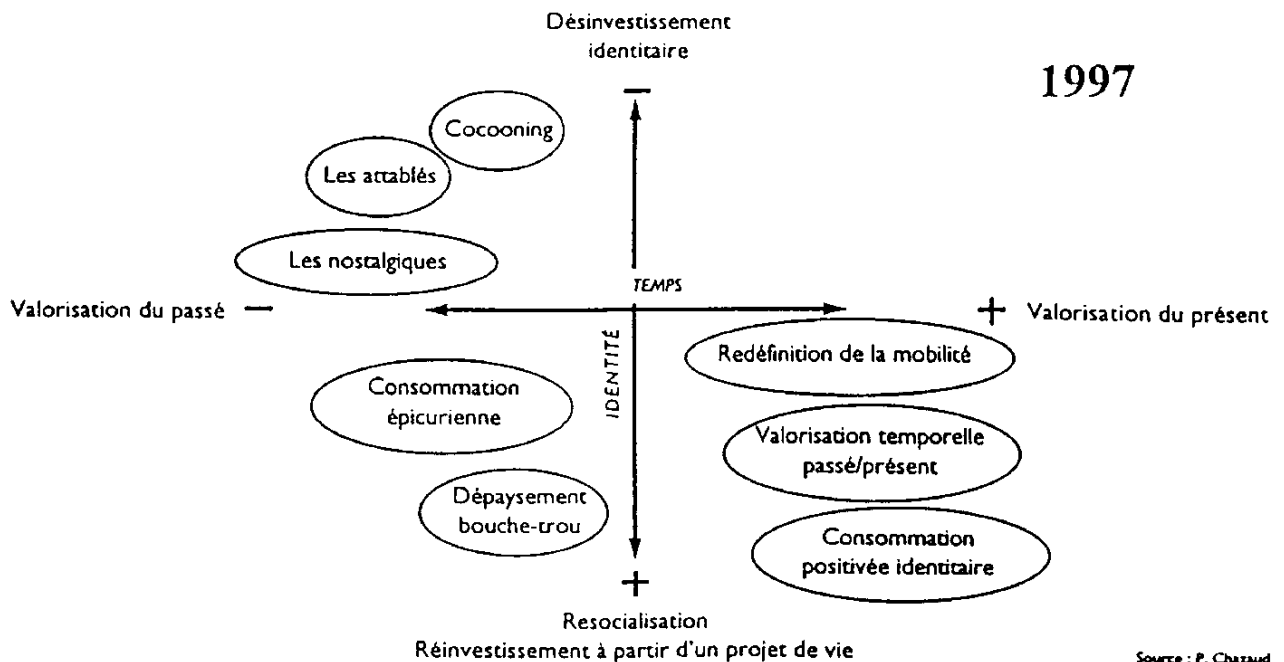 Désinvestissement
identitaire
1997
−
Cocooning
Les attablés
Les nostalgiques
TEMPS
Valorisation du passé −
+ Valorisation du présent
IDENTITÉ
Redéfinition de la mobilité
Consommation
épicurienne
Valorisation temporelle
passé/présent
Dépaysement
bouche-trou
Consommation
positivée identitaire
+
Resocialisation
Réinvestissement à partir d'un projet de vie
Source : P. Chazaud